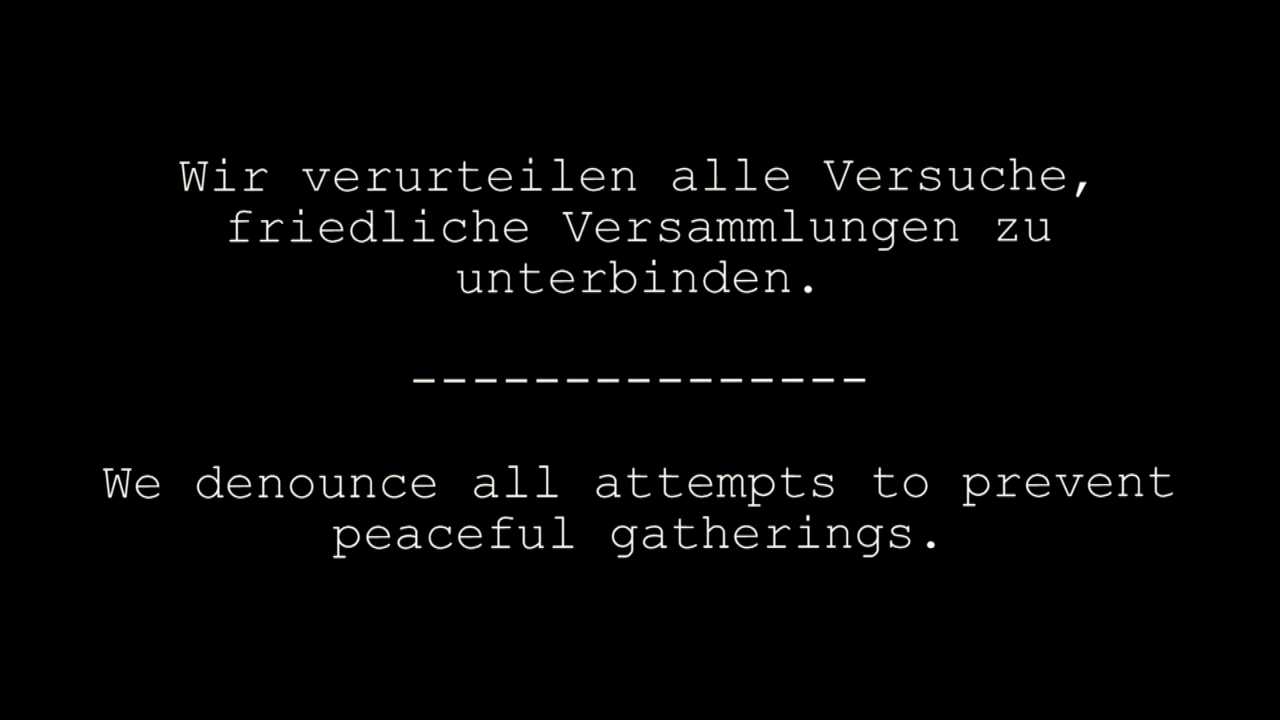 Wir verurteilen alle Versuche,
friedliche Versammlungen zu
unterbinden.
---------------
We denounce all attempts to prevent
peaceful gatherings.